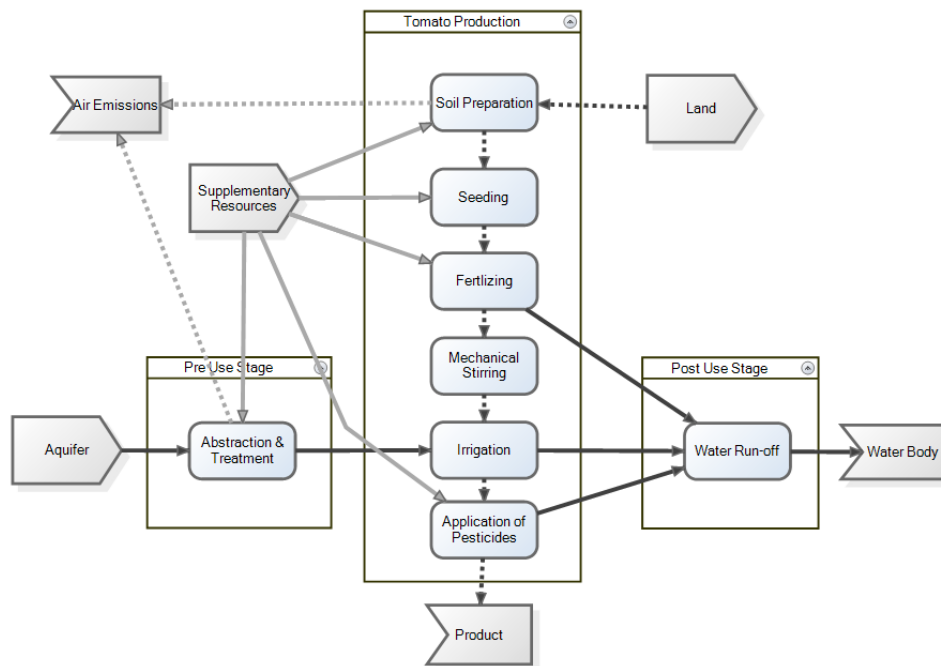 Tomato Production
Air Emissions
Soil Preparation
Land
Supplementary
Resources
Seeding
Fertlizing
Mechanical
Stirring
Pre Use Stage
Post Use Stage
Aquifer
Abstraction &
Treatment
Irrigation
Water Run-off
Water Body
Application of
Pesticides
Product